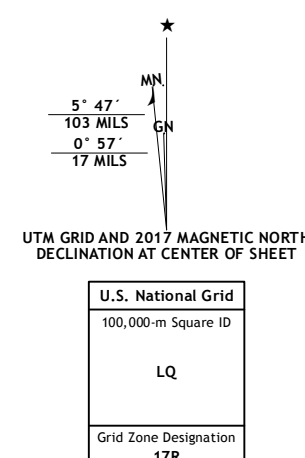 ★
MN
5° 47´
103 MILS
GN
0° 57´
17 MILS
UTM GRID AND 2017 MAGNETIC NORTH
DECLINATION AT CENTER OF SHEET
U.S. National Grid
100,000-m Square ID
LQ
Grid Zone Designation
17R